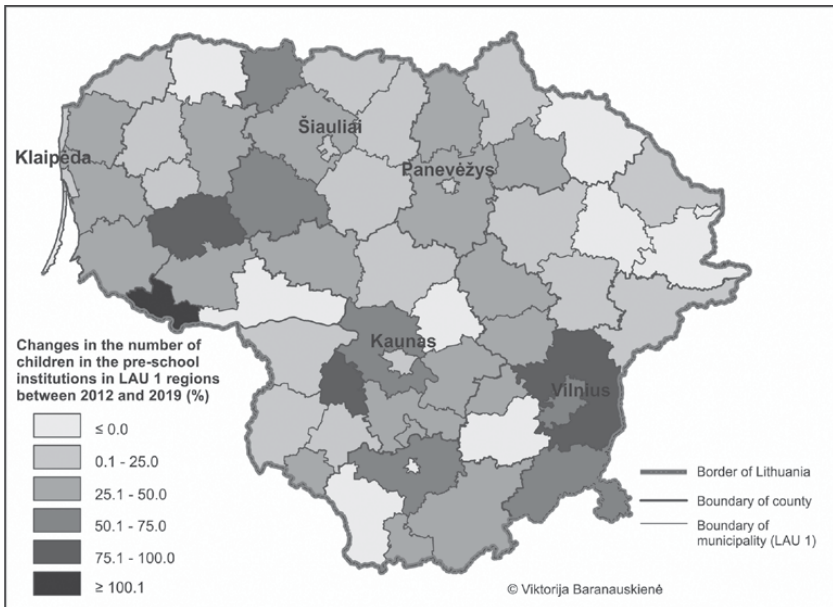 Šiauliai
Klaipėda
Panevėžys
Kaunas
Vilnius
Changes in the number of
children in the pre-school
institutions in LAU 1 regions
between 2012 and 2019 (%)
≤ 0.0
0.1 - 25.0
25.1 - 50.0
50.1 - 75.0
75.1 - 100.0
≥ 100.1
Border of Lithuania
Boundary of county
Boundary of
municipality (LAU 1)
© Viktorija Baranauskienė